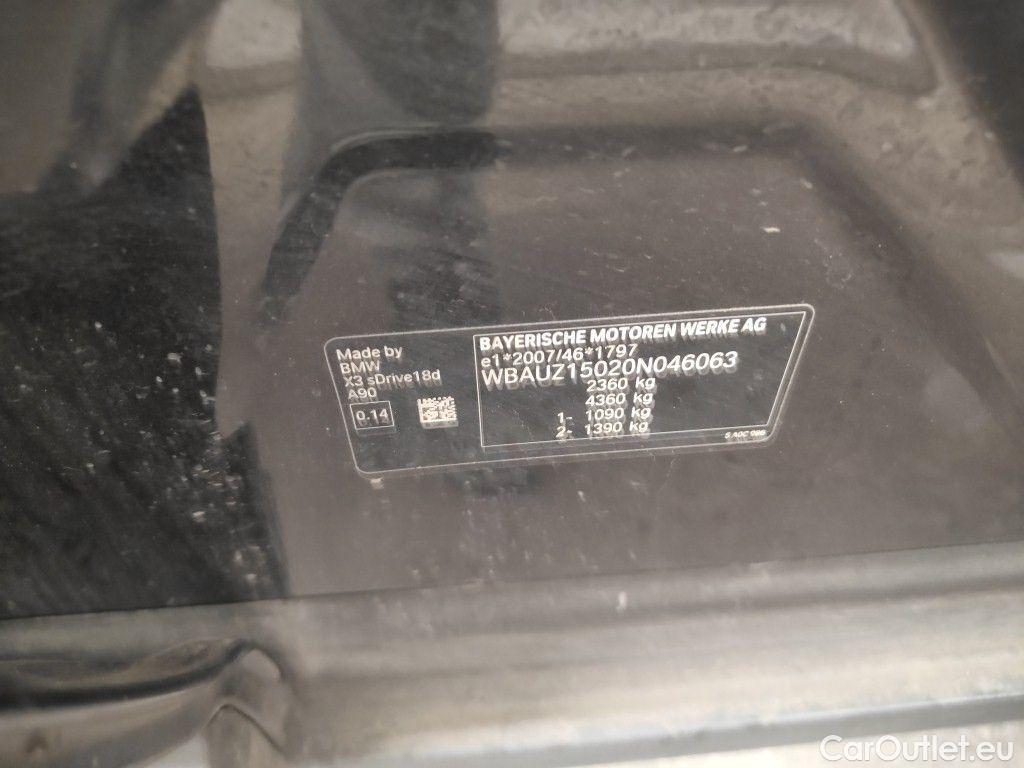 Made by
BMW
X3 sDrive18d
A90
0.14
BAYERISCHE MOTOREN WERKE AG
e1*2007/46*1797
WBAUZ15020N046063
2360 kg
4360 kg
1- 1090 kg
2- 1390 kg
CarOutlet.eu